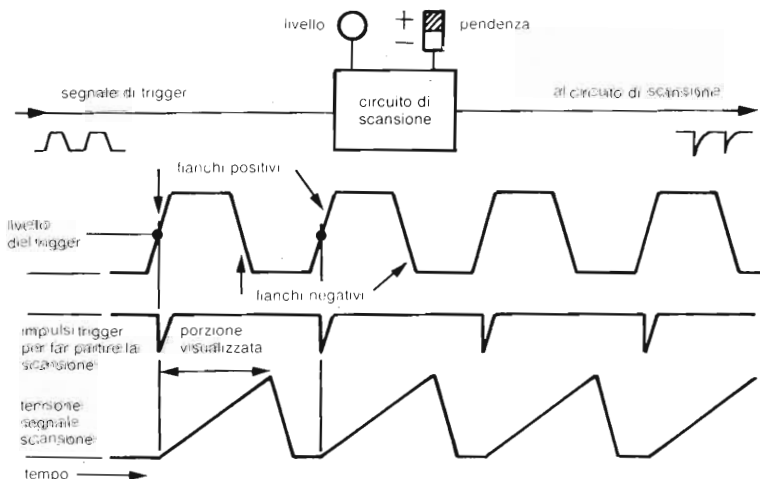 livello
+
−
pendenza
segnale di trigger
circuito di
scansione
al circuito di scansione
fianchi positivi
livello
del trigger
fianchi negativi
impulsi trigger
per far partire la
scansione
porzione
visualizzata
tensione
segnale
scansione
tempo